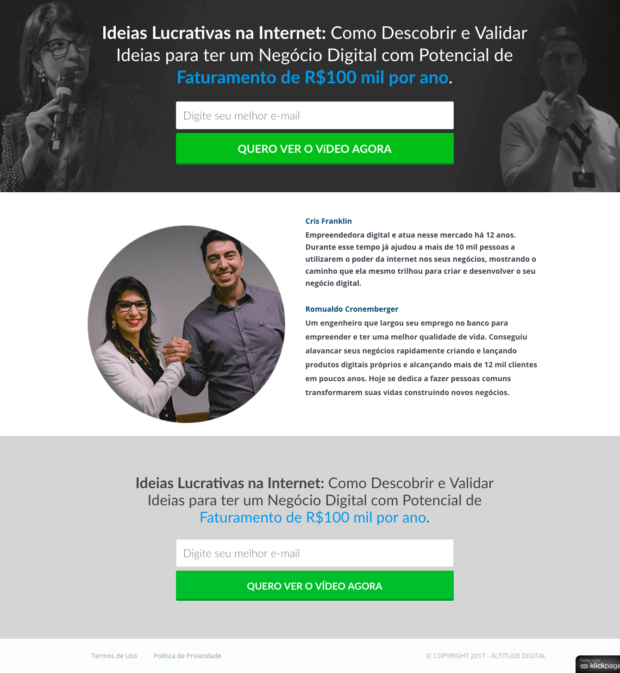 Ideias Lucrativas na Internet: Como Descobrir e Validar
Ideias para ter um Negócio Digital com Potencial de
Faturamento de R$100 mil por ano.
Digite seu melhor e-mail
QUERO VER O VíDEO AGORA
Cris Franklin
Empreendedora digital e atua nesse mercado há 12 anos.
Durante esse tempo já ajudou a mais de 10 mil pessoas a
utilizarem o poder da internet nos seus negócios, mostrando o
caminho que ela mesmo trilhou para criar e desenvolver o seu
negócio digital.
Romualdo Cronemberger
Um engenheiro que largou seu emprego no banco para
empreender e ter uma melhor qualidade de vida. Conseguiu
alavancar seus negócios rapidamente criando e lançando
produtos digitais próprios e alcançando mais de 12 mil clientes
em poucos anos. Hoje se dedica a fazer pessoas comuns
transformarem suas vidas construindo novos negócios.
Ideias Lucrativas na Internet: Como Descobrir e Validar
Ideias para ter um Negócio Digital com Potencial de
Faturamento de R$100 mil por ano.
Digite seu melhor e-mail
QUERO VER O VÍDEO AGORA
Termos de Uso Política de Privacidade © COPYRIGHT 2017 - ALTITUDE DIGITAL
klickpage